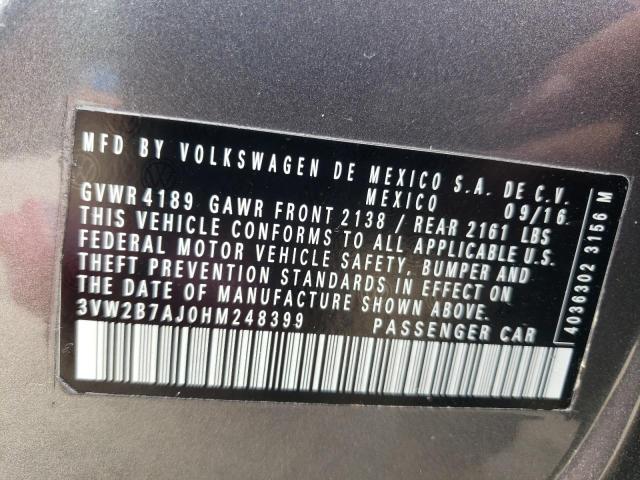 MFD BY VOLKSWAGEN DE MEXICO S.A. DE C.V.
MEXICO 09/16
GVWR 4189 GAWR FRONT 2138 / REAR 2161 LBS
THIS VEHICLE CONFORMS TO ALL APPLICABLE U.S.
FEDERAL MOTOR VEHICLE SAFETY, BUMPER AND
THEFT PREVENTION STANDARDS IN EFFECT ON
THE DATE OF MANUFACTURE SHOWN ABOVE.
3VW2B7AJ0HM248399 PASSENGER CAR
4036302 3156 M